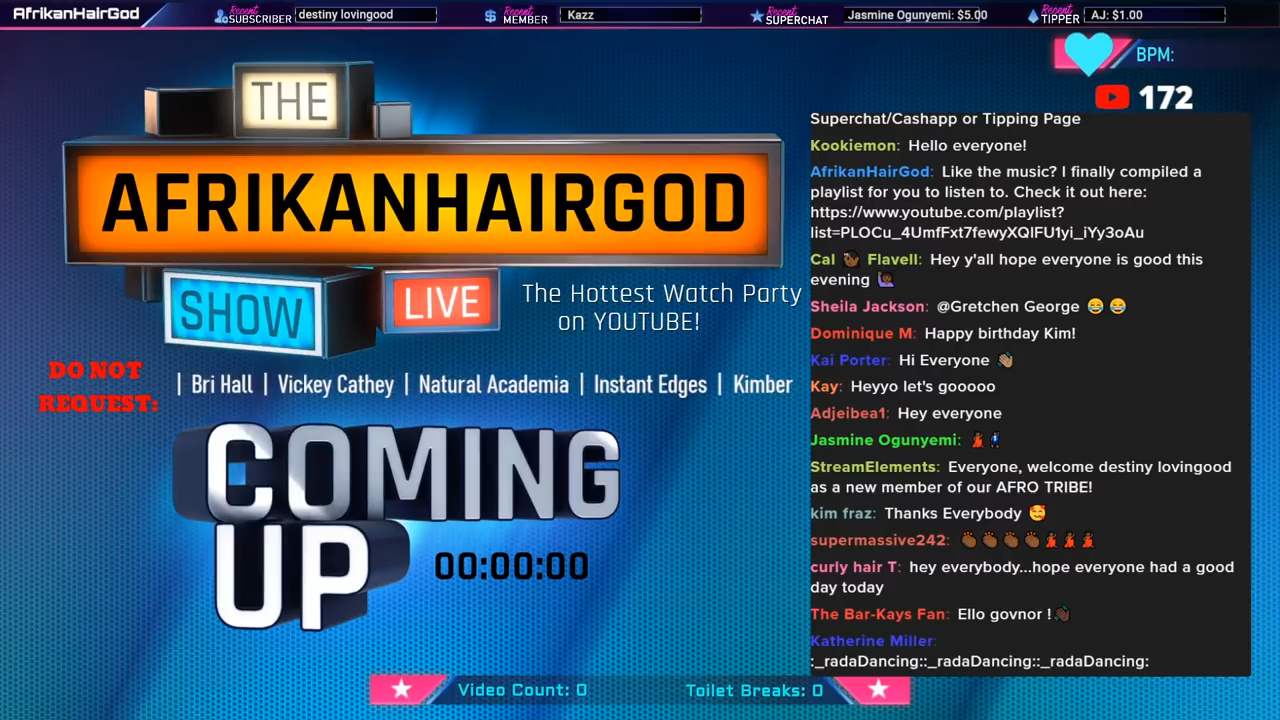 AfrikanHairGod
Recent SUBSCRIBER destiny lovingood
Recent MEMBER Kazz
Recent SUPERCHAT Jasmine Ogunyemi: $5.00
Recent TIPPER AJ: $1.00
BPM:
172
THE
AFRIKANHAIRGOD
SHOW
LIVE
The Hottest Watch Party
on YOUTUBE!
DO NOT
REQUEST:
| Bri Hall | Vickey Cathey | Natural Academia | Instant Edges | Kimber
COMING
UP
00:00:00
Superchat/Cashapp or Tipping Page
Kookiemon: Hello everyone!
AfrikanHairGod: Like the music? I finally compiled a
playlist for you to listen to. Check it out here:
https://www.youtube.com/playlist?
list=PLOCu_4UmfFxt7fewyXQlFU1yi_iYy3oAu
Cal 🏾 Flavell: Hey y'all hope everyone is good this
evening 🙋🏾
Sheila Jackson: @Gretchen George 😂 😂
Dominique M: Happy birthday Kim!
Kai Porter: Hi Everyone 👋🏽
Kay: Heyyo let's gooooo
Adjeibea1: Hey everyone
Jasmine Ogunyemi: 💃🏾🕺🏾
StreamElements: Everyone, welcome destiny lovingood
as a new member of our AFRO TRIBE!
kim fraz: Thanks Everybody 🥰
supermassive242: 👏🏾👏🏾👏🏾👏🏾💃🏾💃🏾💃🏾
curly hair T: hey everybody...hope everyone had a good
day today
The Bar-Kays Fan: Ello govnor !👋🏿
Katherine Miller:
:_radaDancing::_radaDancing::_radaDancing:
Video Count: 0
Toilet Breaks: 0